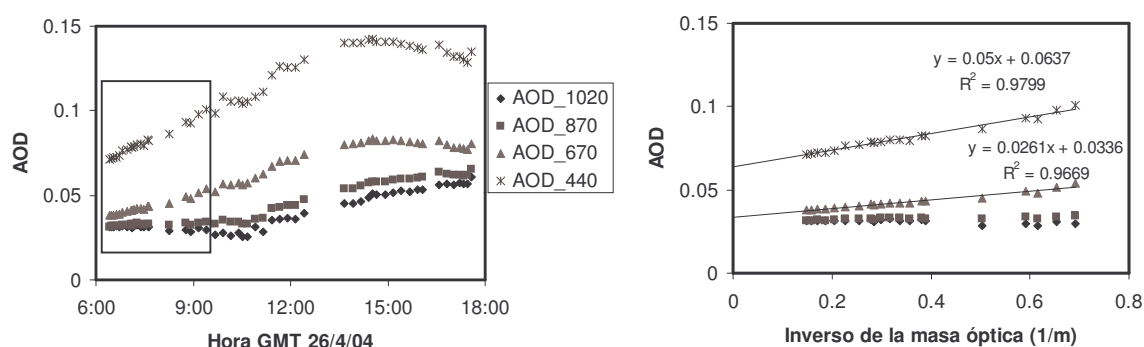 0.15
0.1
0.05
0
AOD
6:00 9:00 12:00 15:00 18:00
Hora GMT 26/4/04
AOD_1020
AOD_870
AOD_670
AOD_440
0.15
0.1
0.05
0
AOD
y = 0.05x + 0.0637
R² = 0.9799
y = 0.0261x + 0.0336
R² = 0.9669
0 0.2 0.4 0.6 0.8
Inverso de la masa óptica (1/m)